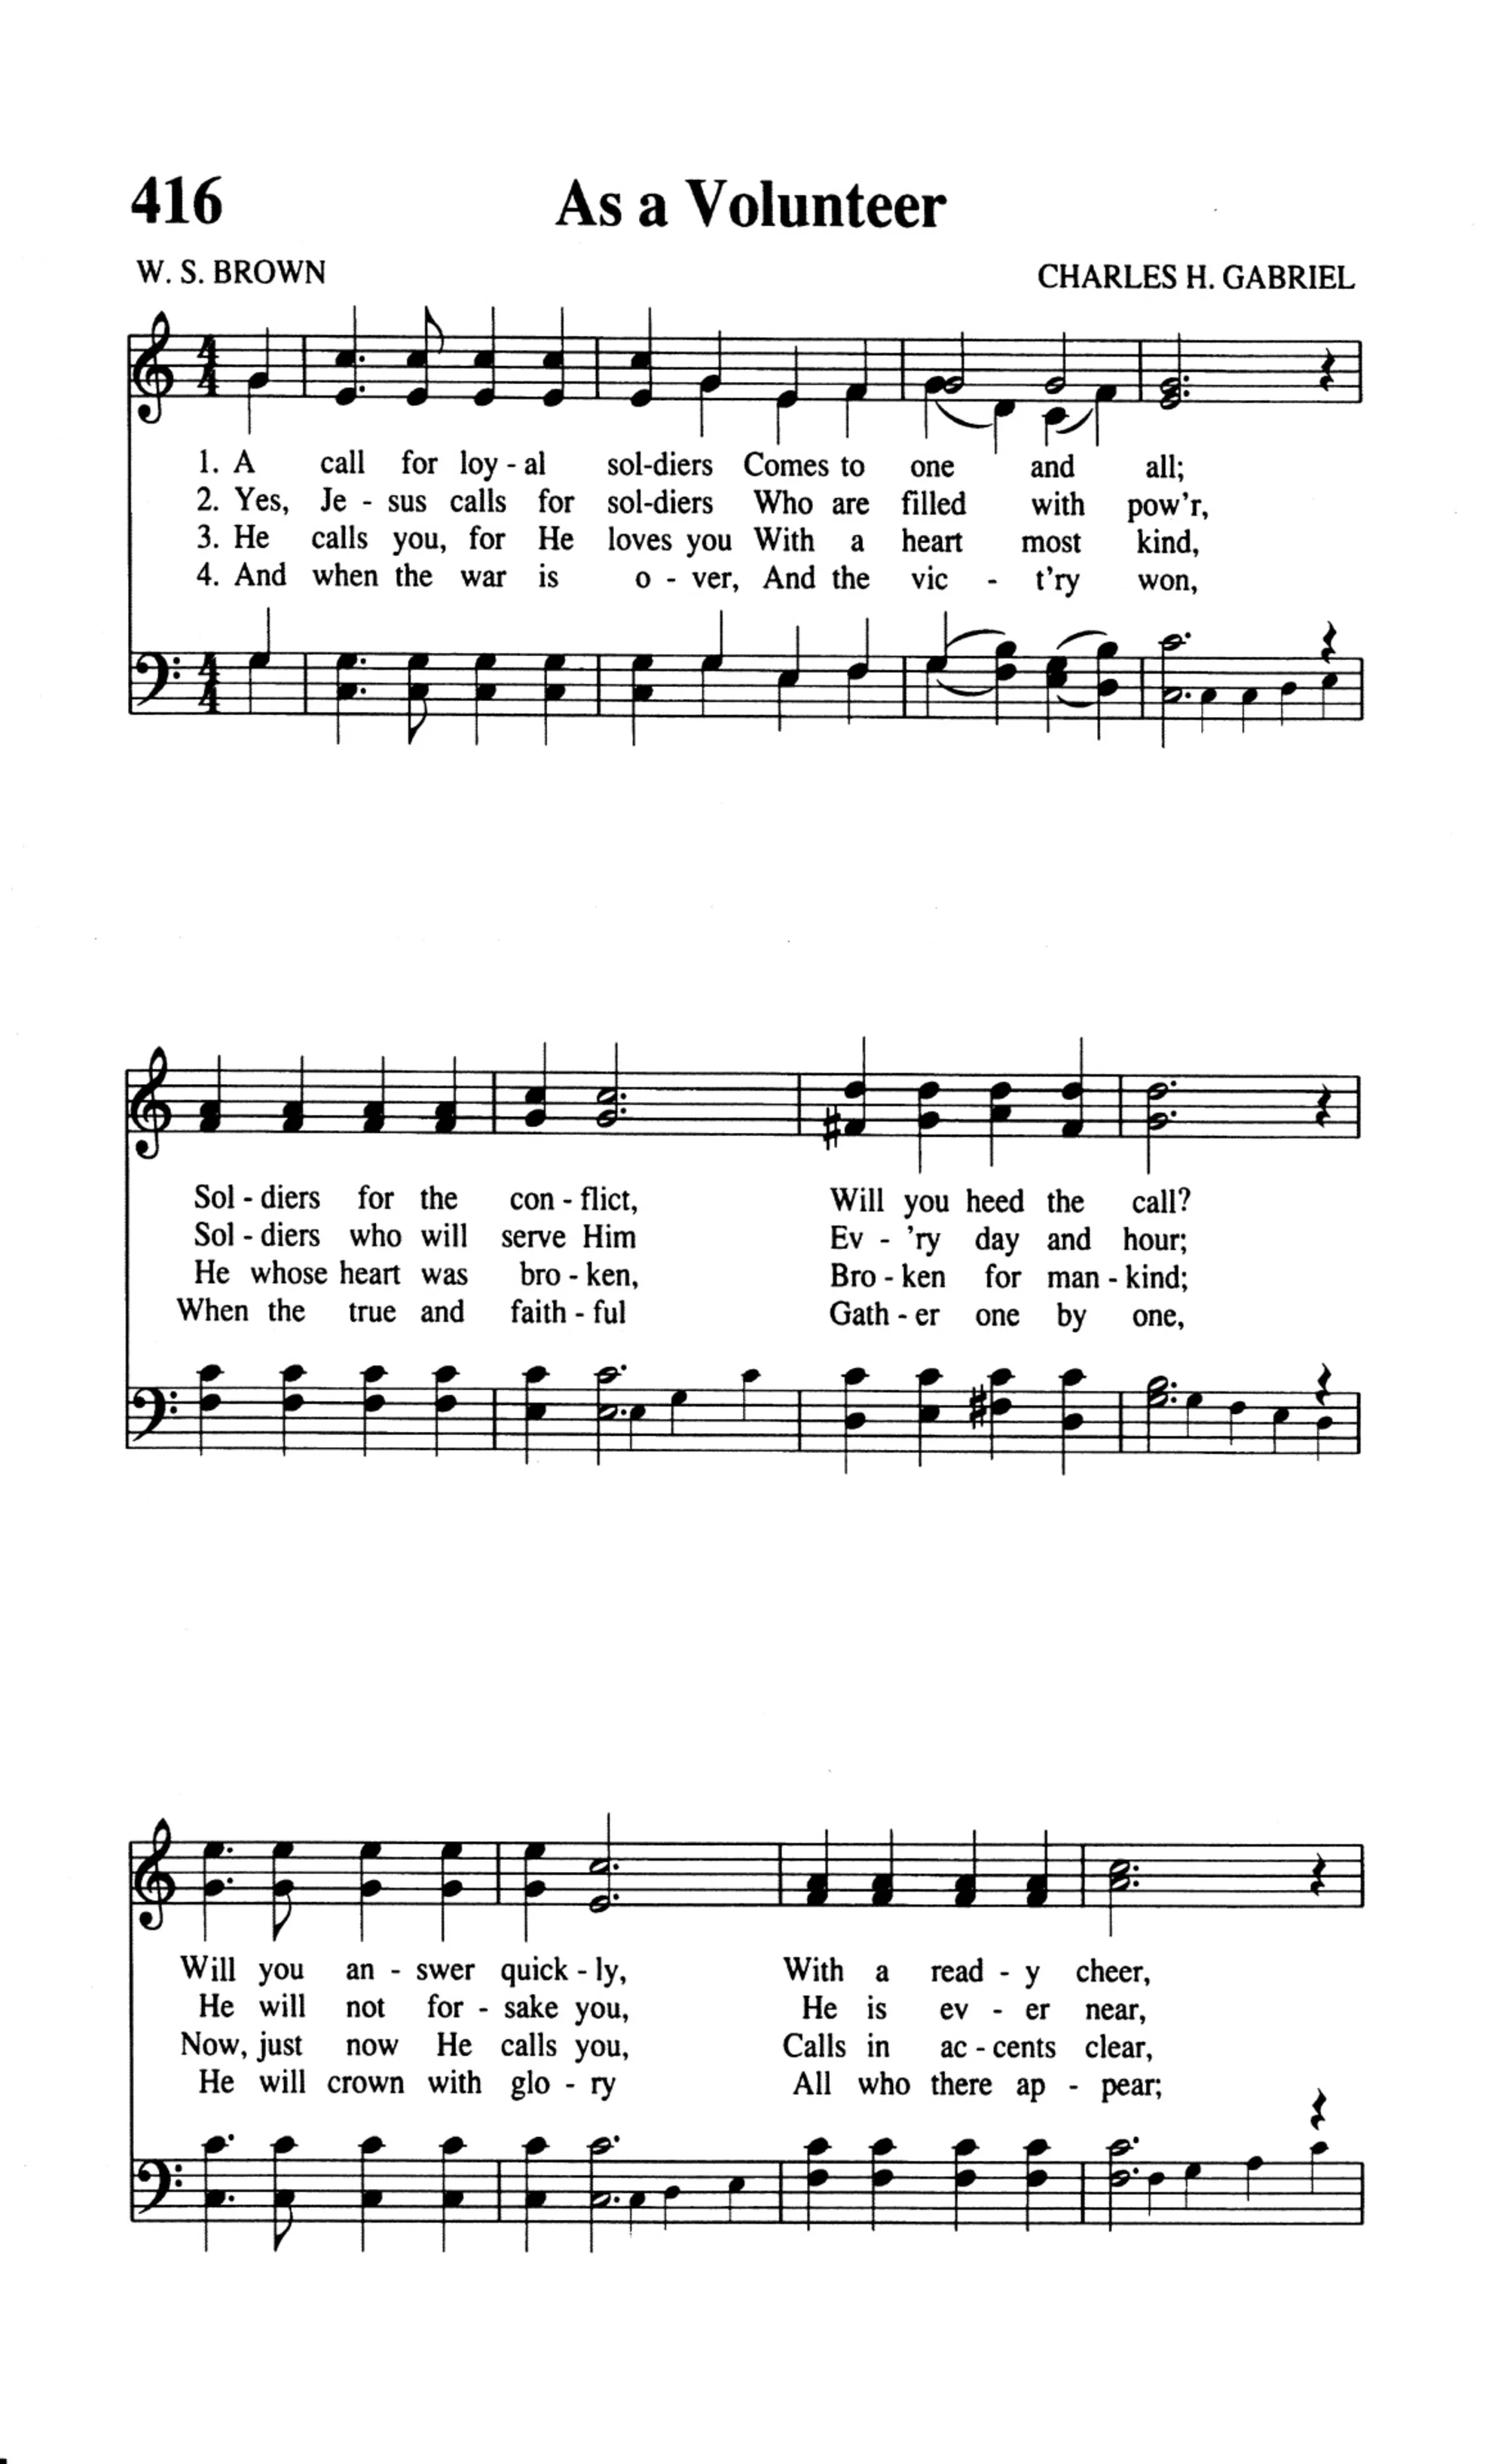 416 As a Volunteer
W. S. BROWN CHARLES H. GABRIEL
1. A call for loy - al sol-diers Comes to one and all;
2. Yes, Je - sus calls for sol-diers Who are filled with pow'r,
3. He calls you, for He loves you With a heart most kind,
4. And when the war is o - ver, And the vic - t'ry won,
Sol - diers for the con - flict, Will you heed the call?
Sol - diers who will serve Him Ev - 'ry day and hour;
He whose heart was bro - ken, Bro - ken for man - kind;
When the true and faith - ful Gath - er one by one,
Will you an - swer quick - ly, With a read - y cheer,
He will not for - sake you, He is ev - er near,
Now, just now He calls you, Calls in ac - cents clear,
He will crown with glo - ry All who there ap - pear;